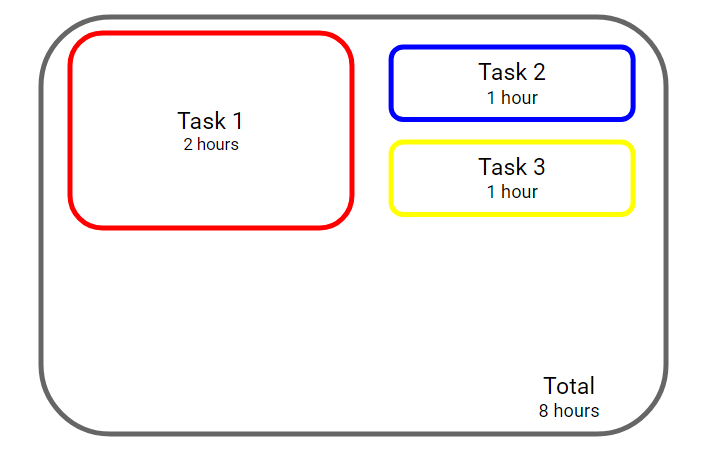 Task 1
2 hours
Task 2
1 hour
Task 3
1 hour
Total
8 hours